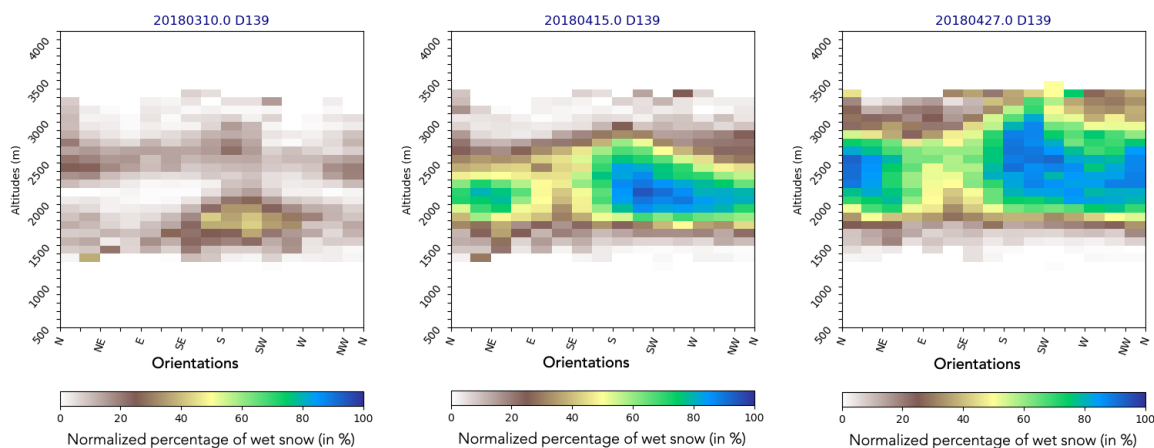 20180310.0 D139
Altitudes (m)
4000
3500
3000
2500
2000
1500
1000
500
N
NE
E
SE
S
SW
W
NW
N
Orientations
0 20 40 60 80 100
Normalized percentage of wet snow (in %)
20180415.0 D139
Altitudes (m)
4000
3500
3000
2500
2000
1500
1000
500
N
NE
E
SE
S
SW
W
NW
N
Orientations
0 20 40 60 80 100
Normalized percentage of wet snow (in %)
20180427.0 D139
Altitudes (m)
4000
3500
3000
2500
2000
1500
1000
500
N
NE
E
SE
S
SW
W
NW
N
Orientations
0 20 40 60 80 100
Normalized percentage of wet snow (in %)